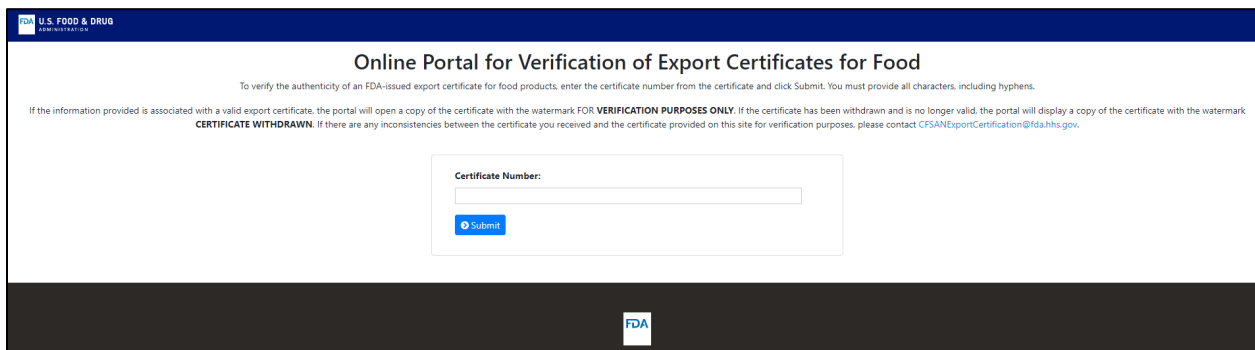 FDA U.S. FOOD & DRUG
ADMINISTRATION
Online Portal for Verification of Export Certificates for Food
To verify the authenticity of an FDA-issued export certificate for food products, enter the certificate number from the certificate and click Submit. You must provide all characters, including hyphens.
If the information provided is associated with a valid export certificate, the portal will open a copy of the certificate with the watermark FOR VERIFICATION PURPOSES ONLY. If the certificate has been withdrawn and is no longer valid, the portal will display a copy of the certificate with the watermark
CERTIFICATE WITHDRAWN. If there are any inconsistencies between the certificate you received and the certificate provided on this site for verification purposes, please contact CFSANExportCertification@fda.hhs.gov.
Certificate Number:
Submit
FDA